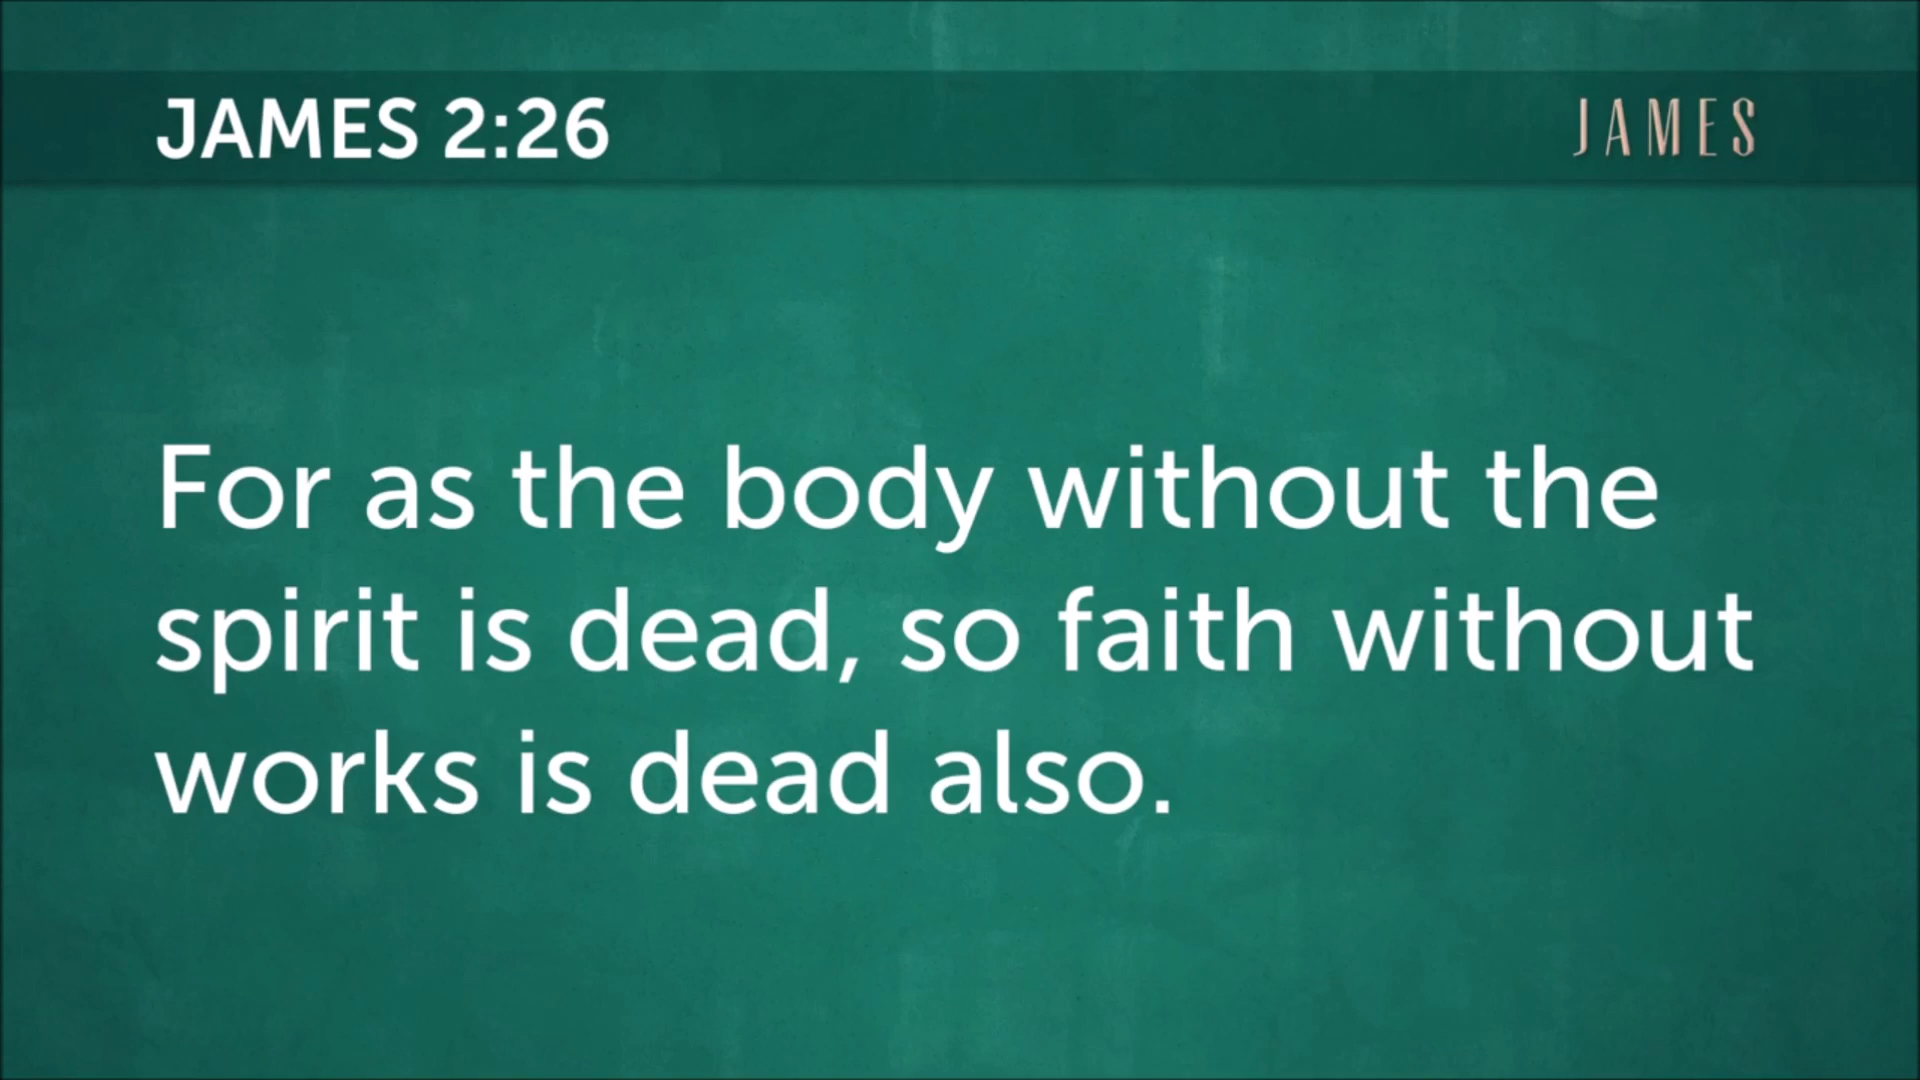 JAMES 2:26
JAMES
For as the body without the
spirit is dead, so faith without
works is dead also.